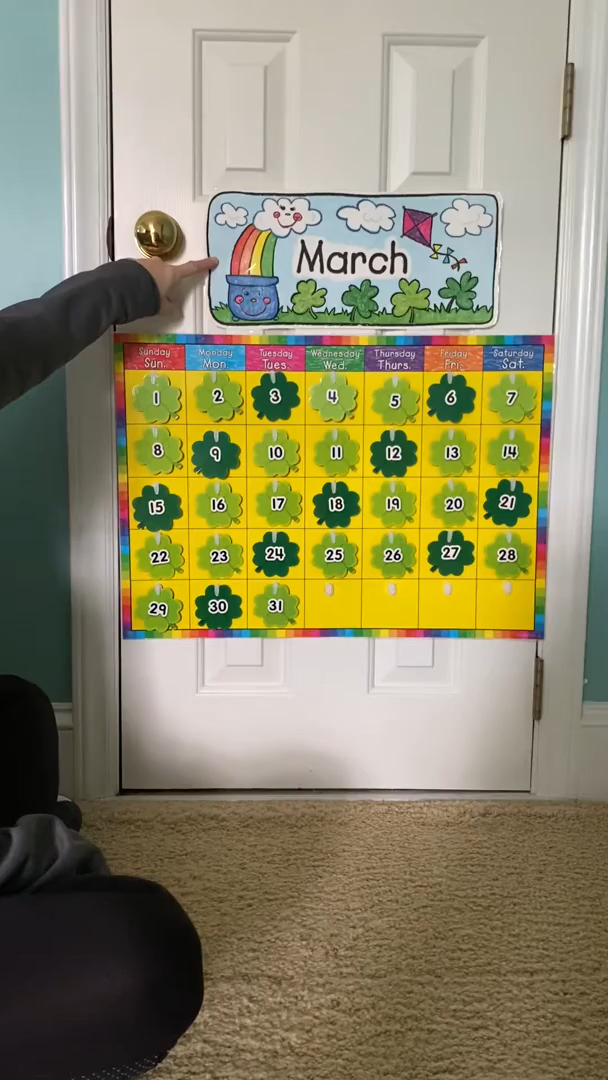 March
Sunday Monday Tuesday Wednesday Thursday Friday Saturday
Sun. Mon. Tues. Wed. Thurs. Fri. Sat.
1 2 3 4 5 6 7
8 9 10 11 12 13 14
15 16 17 18 19 20 21
22 23 24 25 26 27 28
29 30 31